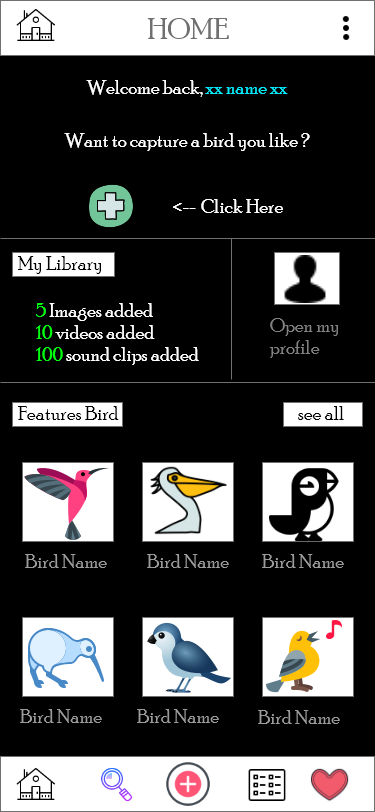 HOME
Welcome back, xx name xx
Want to capture a bird you like ?
<-- Click Here
My Library
5 Images added
10 videos added
100 sound clips added
Open my
profile
Features Bird
see all
Bird Name
Bird Name
Bird Name
Bird Name
Bird Name
Bird Name